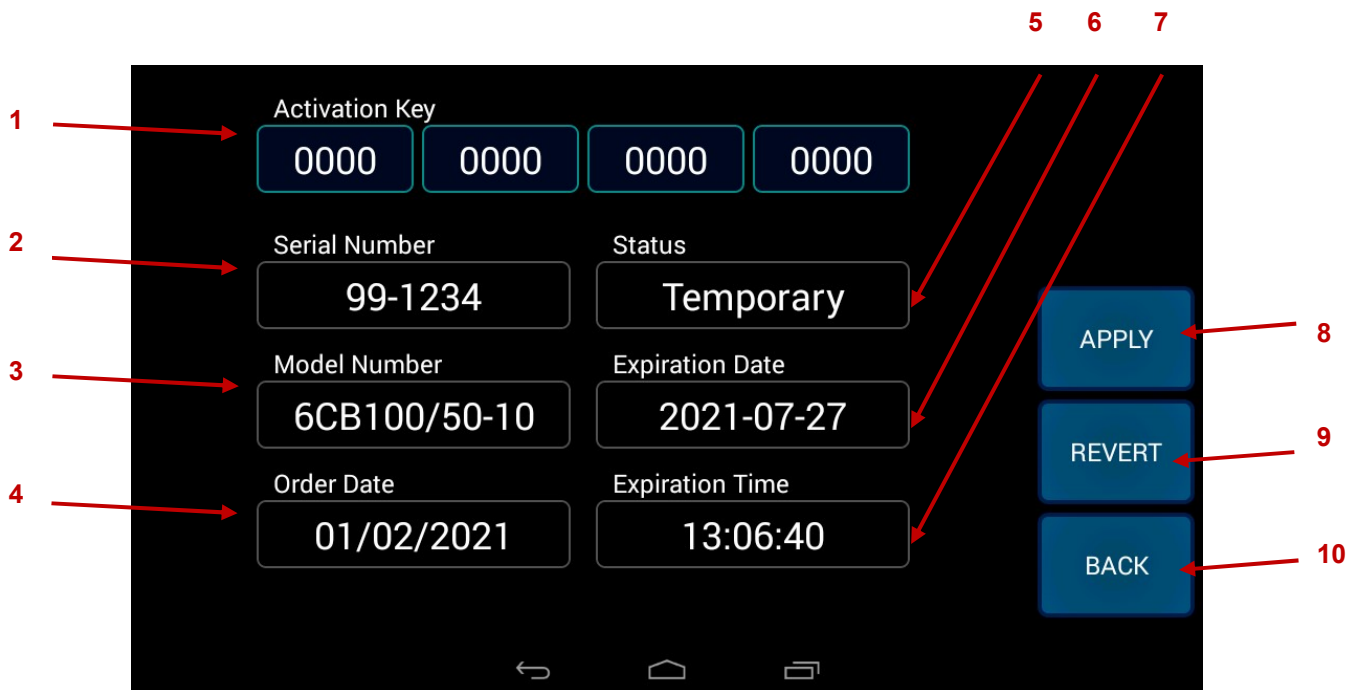 5 6 7
1
Activation Key
0000 0000 0000 0000
2
Serial Number Status
99-1234 Temporary
APPLY
8
3
Model Number Expiration Date
6CB100/50-10 2021-07-27
REVERT
9
4
Order Date Expiration Time
01/02/2021 13:06:40
BACK
10